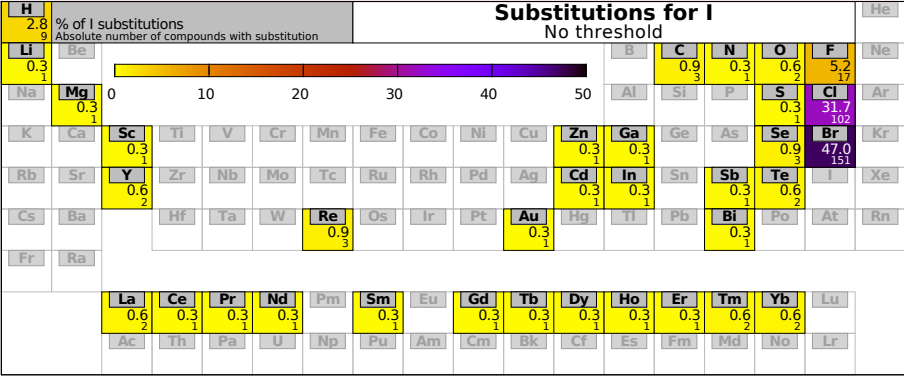 H
2.8
9
% of I substitutions
Absolute number of compounds with substitution
Substitutions for I
No threshold
He
Li
0.3
1
Be
B
C
0.9
3
N
0.3
1
O
0.6
2
F
5.2
17
Ne
0 10 20 30 40 50
Na
Mg
0.3
1
Al
Si
P
S
0.3
1
Cl
31.7
102
Ar
K
Ca
Sc
0.3
1
Ti
V
Cr
Mn
Fe
Co
Ni
Cu
Zn
0.3
1
Ga
0.3
1
Ge
As
Se
0.9
3
Br
47.0
151
Kr
Rb
Sr
Y
0.6
2
Zr
Nb
Mo
Tc
Ru
Rh
Pd
Ag
Cd
0.3
1
In
0.3
1
Sn
Sb
0.3
1
Te
0.6
2
I
Xe
Cs
Ba
Hf
Ta
W
Re
0.9
3
Os
Ir
Pt
Au
0.3
1
Hg
Tl
Pb
Bi
0.3
1
Po
At
Rn
Fr
Ra
La
0.6
2
Ce
0.3
1
Pr
0.3
1
Nd
0.3
1
Pm
Sm
0.3
1
Eu
Gd
0.3
1
Tb
0.3
1
Dy
0.3
1
Ho
0.3
1
Er
0.3
1
Tm
0.6
2
Yb
0.6
2
Lu
Ac
Th
Pa
U
Np
Pu
Am
Cm
Bk
Cf
Es
Fm
Md
No
Lr